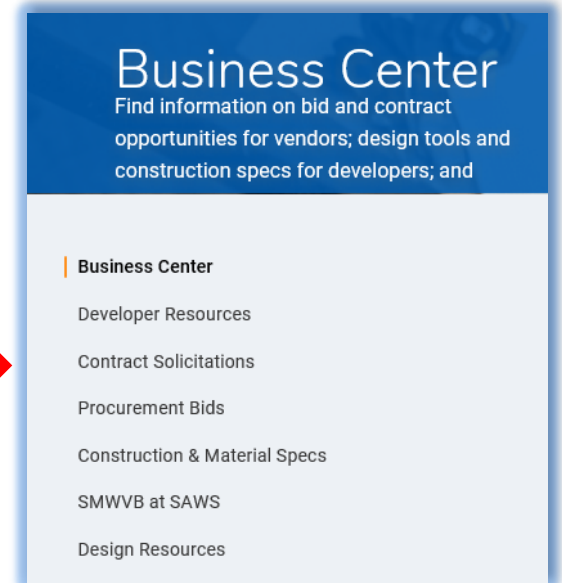 Business Center
Find information on bid and contract
opportunities for vendors; design tools and
construction specs for developers; and
Business Center
Developer Resources
Contract Solicitations
Procurement Bids
Construction & Material Specs
SMWVB at SAWS
Design Resources